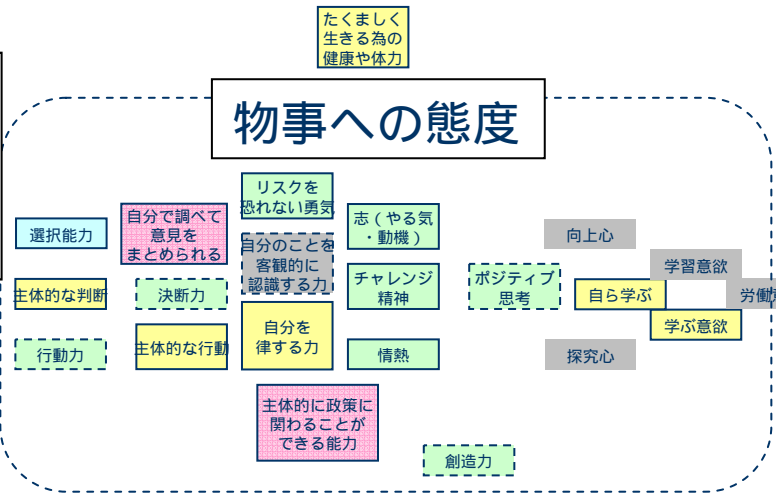 たくましく
生きる為の
健康や体力
物事への態度
リスクを
恐れない勇気
自分で調べて
意見を
まとめられる
志(やる気
・動機)
選択能力
向上心
自分のことを
客観的に
認識する力
学習意欲
チャレンジ
精神
ポジティブ
思考
主体的な判断
決断力
自ら学ぶ
労働意
自分を
律する力
学ぶ意欲
主体的な行動
行動力
情熱
探究心
主体的に政策に
関わることが
できる能力
創造力